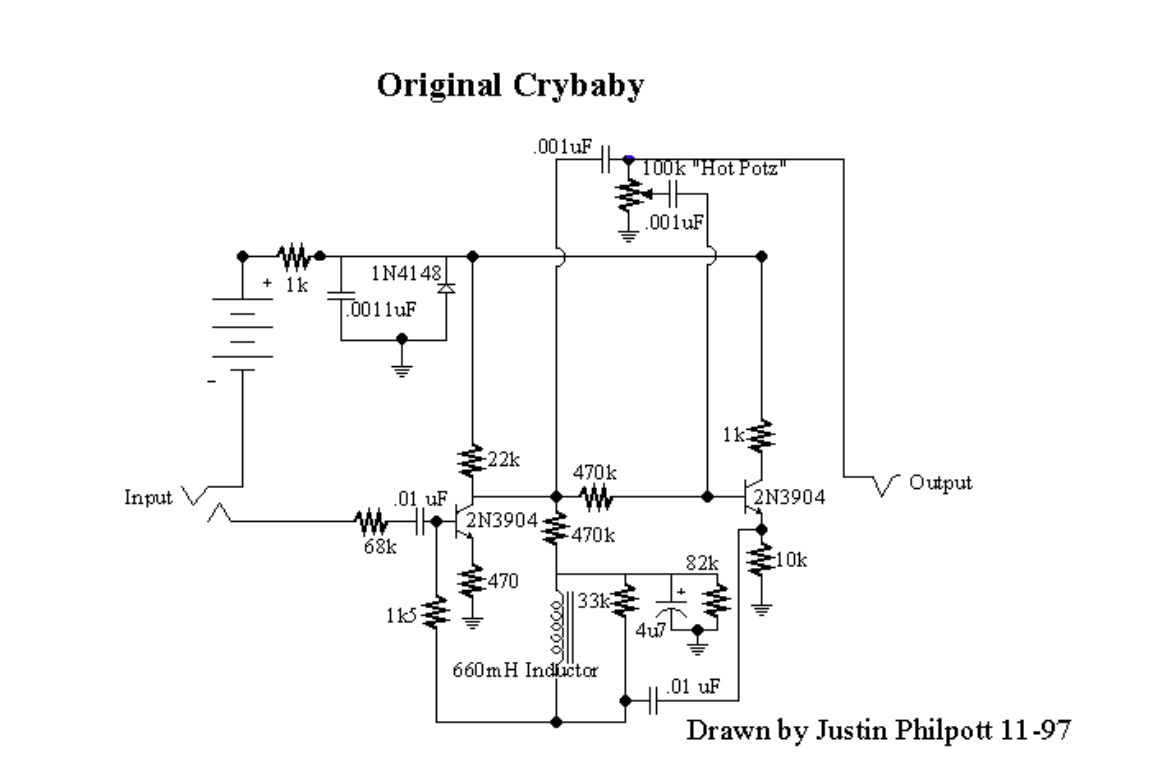 Original Crybaby
.001uF
100k "Hot Potz"
.001uF
+
1k
1N4148
.0011uF
-
1k
22k
470k
Input
.01 uF
2N3904
Output
2N3904
68k
470k
470
82k
10k
33k
+
1k5
4u7
660mH Inductor
.01 uF
Drawn by Justin Philpott 11-97